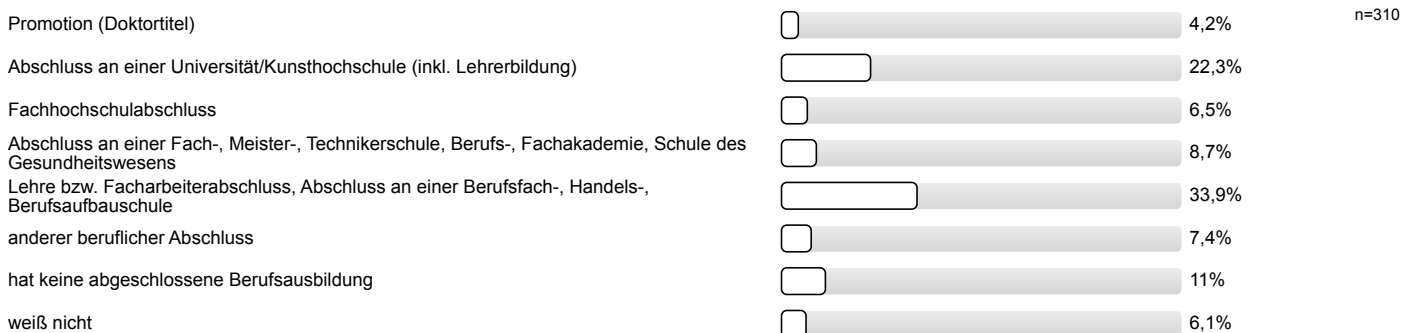 Promotion (Doktortitel) 4,2% n=310
Abschluss an einer Universität/Kunsthochschule (inkl. Lehrerbildung) 22,3%
Fachhochschulabschluss 6,5%
Abschluss an einer Fach-, Meister-, Technikerschule, Berufs-, Fachakademie, Schule des
Gesundheitswesens 8,7%
Lehre bzw. Facharbeiterabschluss, Abschluss an einer Berufsfach-, Handels-,
Berufsaufbauschule 33,9%
anderer beruflicher Abschluss 7,4%
hat keine abgeschlossene Berufsausbildung 11%
weiß nicht 6,1%